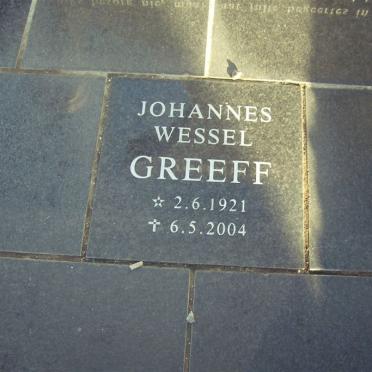 JOHANNES
WESSEL
GREEFF
☆ 2.6.1921
✝ 6.5.2004